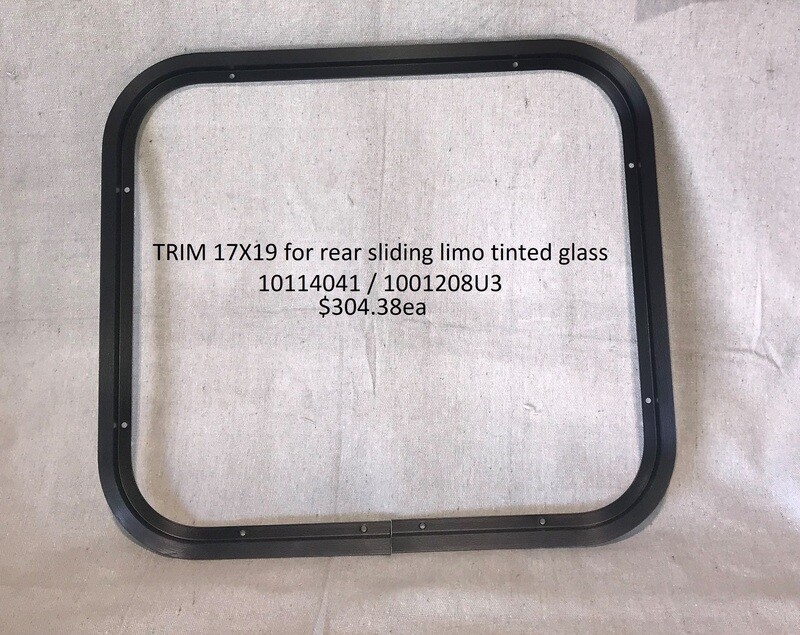 TRIM 17X19 for rear sliding limo tinted glass
10114041 / 1001208U3
$304.38ea